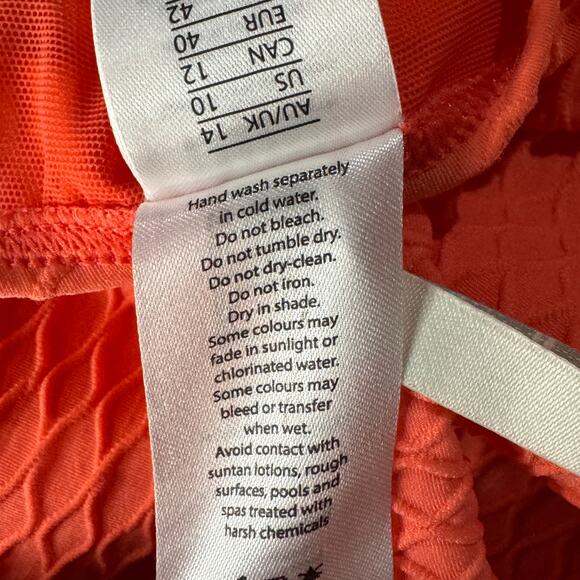 AU/UK 14
US 10
CAN 12
EUR 40
42
Hand wash separately
in cold water.
Do not bleach.
Do not tumble dry.
Do not dry-clean.
Do not iron.
Dry in shade.
Some colours may
fade in sunlight or
chlorinated water.
Some colours may
bleed or transfer
when wet.
Avoid contact with
suntan lotions, rough
surfaces, pools and
spas treated with
harsh chemicals